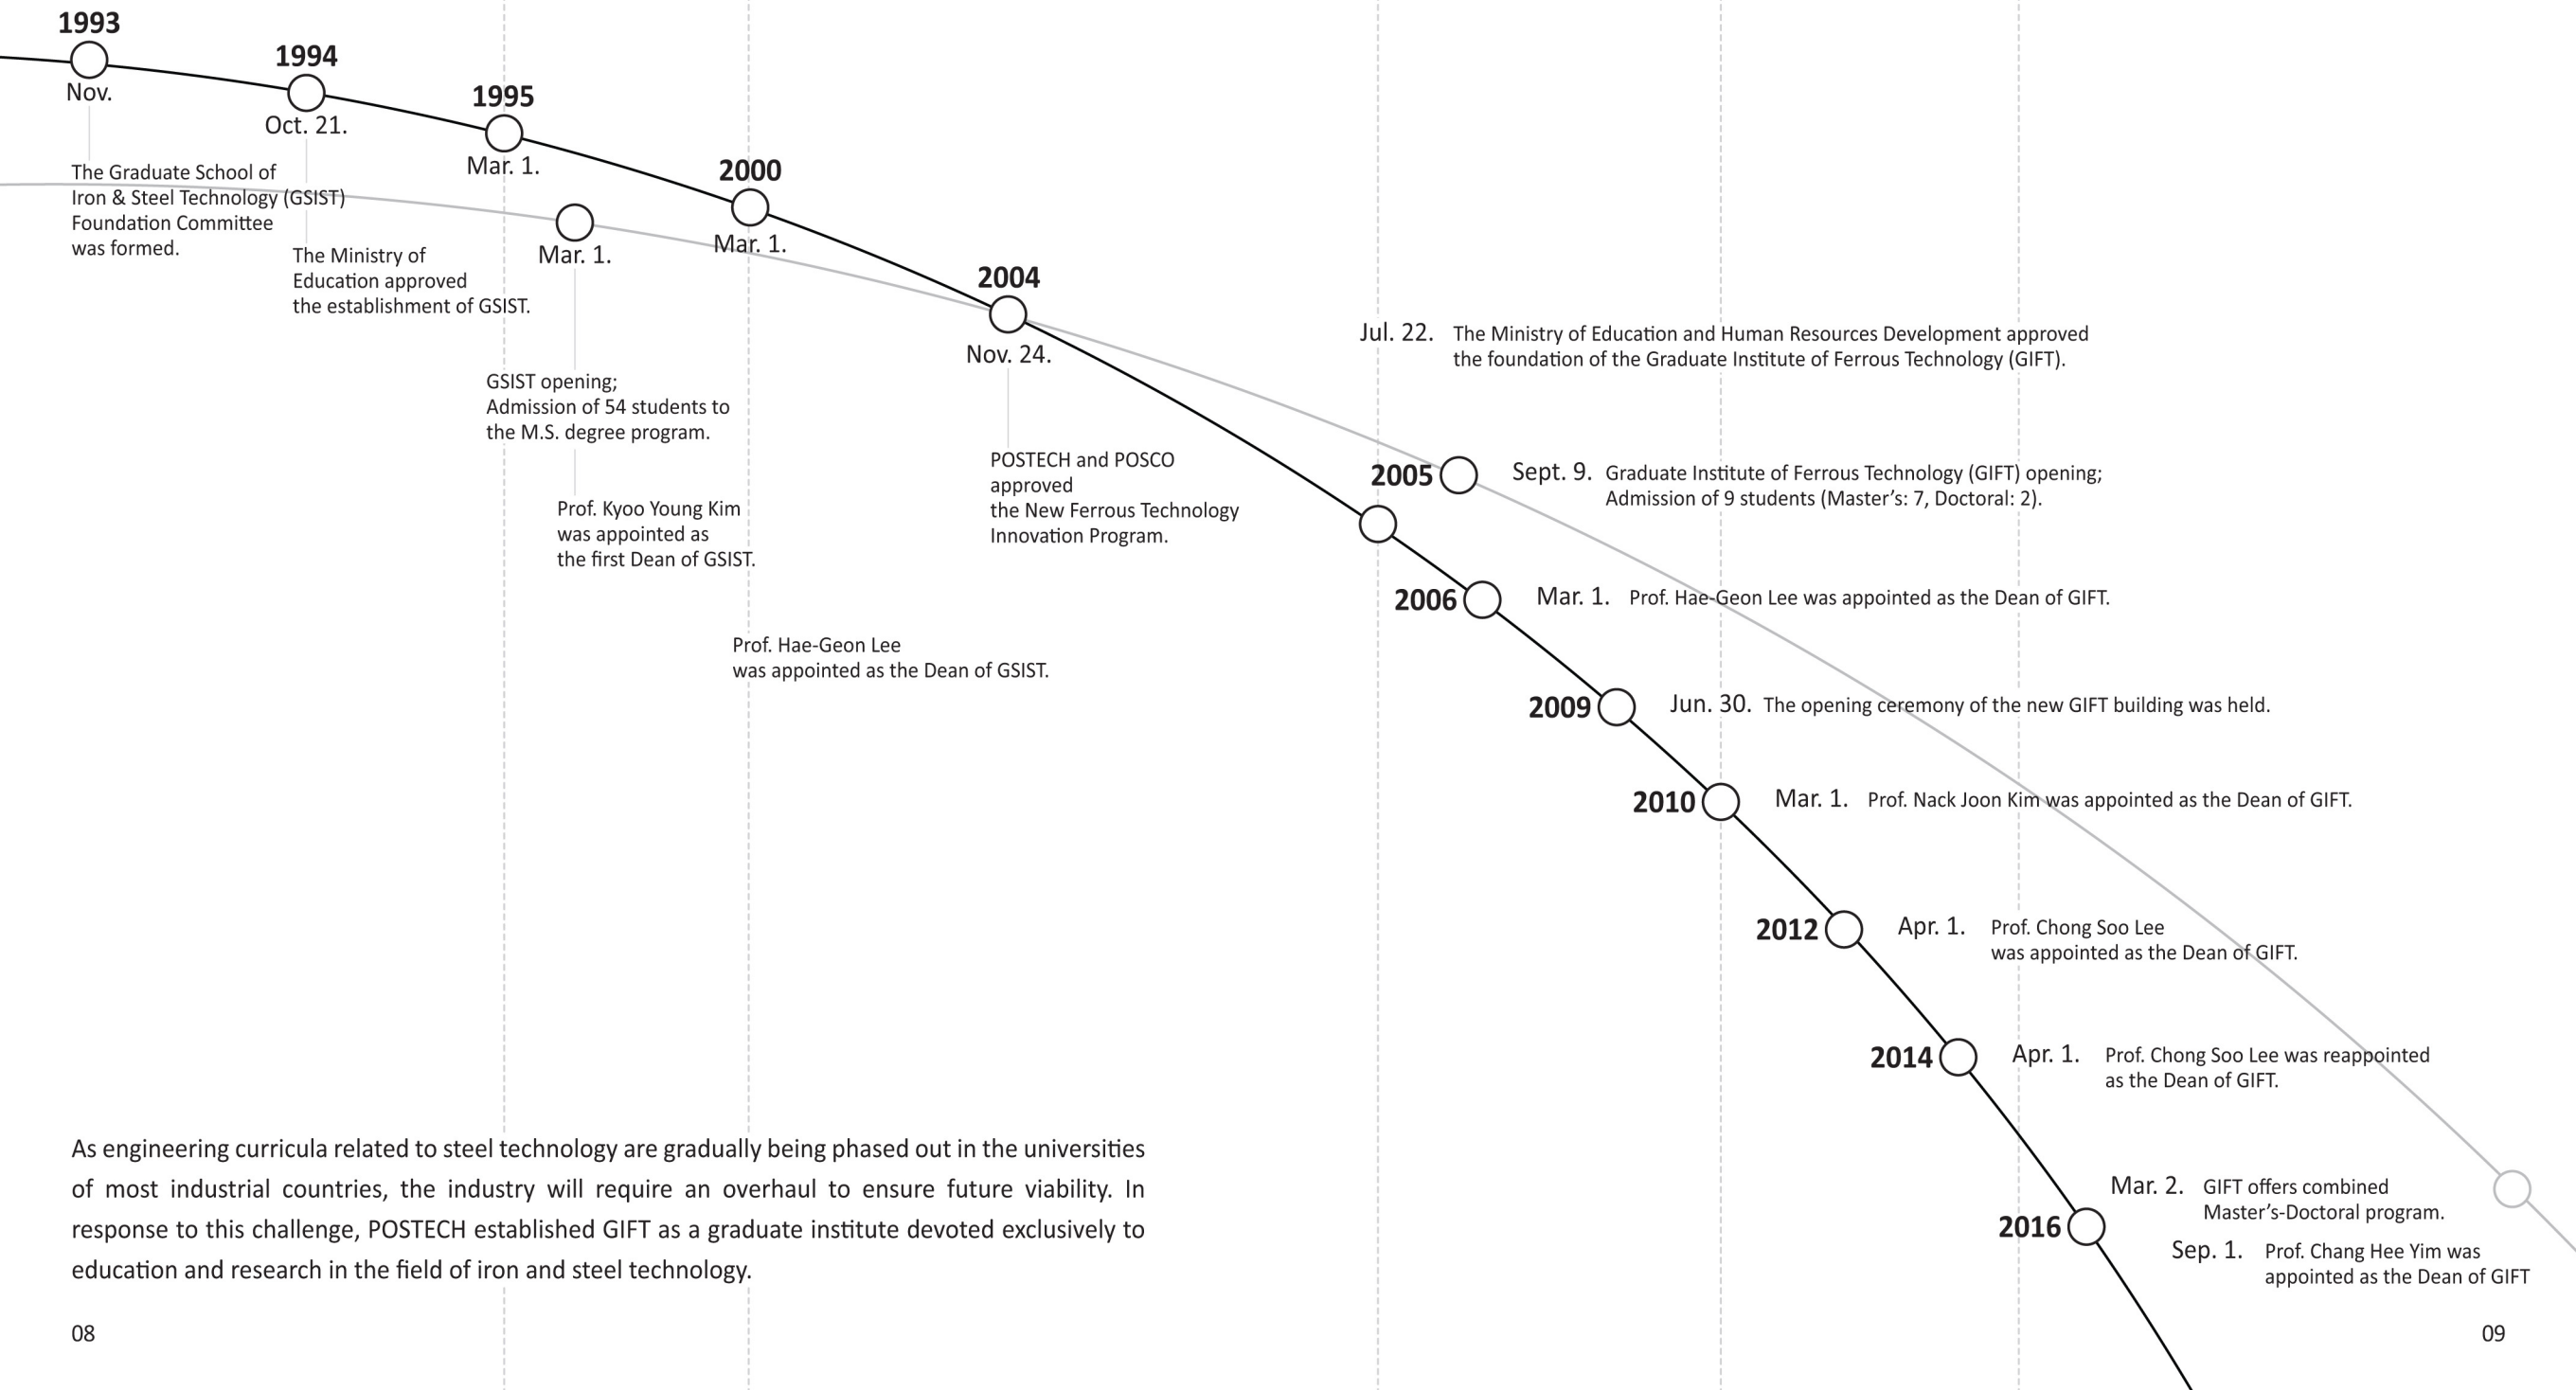 1993
Nov.
The Graduate School of
Iron & Steel Technology (GSIST)
Foundation Committee
was formed.
1994
Oct. 21.
The Ministry of
Education approved
the establishment of GSIST.
1995
Mar. 1.
GSIST opening;
Admission of 54 students to
the M.S. degree program.
Mar. 1.
Prof. Kyoo Young Kim
was appointed as
the first Dean of GSIST.
2000
Mar. 1.
Prof. Hae-Geon Lee
was appointed as the Dean of GSIST.
2004
Nov. 24.
POSTECH and POSCO
approved
the New Ferrous Technology
Innovation Program.
Jul. 22. The Ministry of Education and Human Resources Development approved
the foundation of the Graduate Institute of Ferrous Technology (GIFT).
2005 Sept. 9. Graduate Institute of Ferrous Technology (GIFT) opening;
Admission of 9 students (Master’s: 7, Doctoral: 2).
2006 Mar. 1. Prof. Hae-Geon Lee was appointed as the Dean of GIFT.
2009 Jun. 30. The opening ceremony of the new GIFT building was held.
2010 Mar. 1. Prof. Nack Joon Kim was appointed as the Dean of GIFT.
2012 Apr. 1. Prof. Chong Soo Lee
was appointed as the Dean of GIFT.
2014 Apr. 1. Prof. Chong Soo Lee was reappointed
as the Dean of GIFT.
2016
Mar. 2. GIFT offers combined
Master’s-Doctoral program.
Sep. 1. Prof. Chang Hee Yim was
appointed as the Dean of GIFT
As engineering curricula related to steel technology are gradually being phased out in the universities
of most industrial countries, the industry will require an overhaul to ensure future viability. In
response to this challenge, POSTECH established GIFT as a graduate institute devoted exclusively to
education and research in the field of iron and steel technology.
08
09